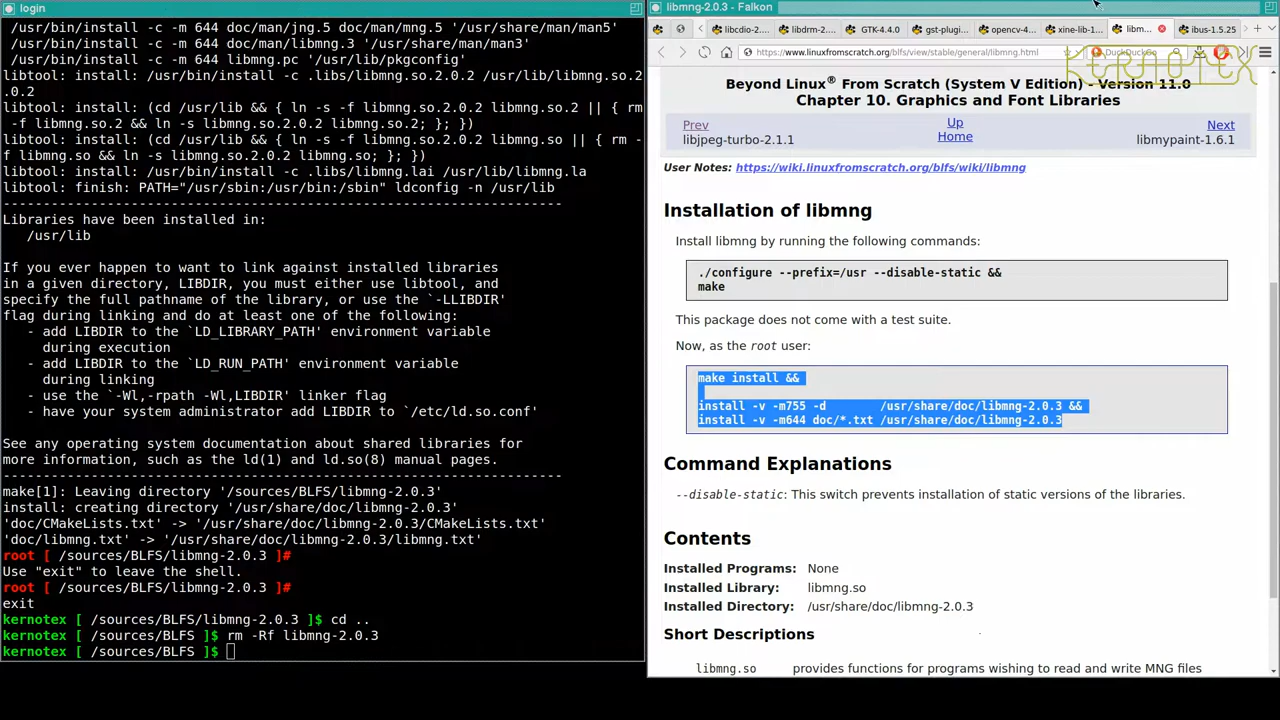 login
/usr/bin/install -c -m 644 doc/man/jng.5 doc/man/mng.5 '/usr/share/man/man5'
/usr/bin/install -c -m 644 doc/man/libmng.3 '/usr/share/man/man3'
/usr/bin/install -c -m 644 libmng.pc '/usr/lib/pkgconfig'
libtool: install: /usr/bin/install -c .libs/libmng.so.2.0.2 /usr/lib/libmng.so.2
.0.2
libtool: install: (cd /usr/lib && { ln -s -f libmng.so.2.0.2 libmng.so.2 || { rm
-f libmng.so.2 && ln -s libmng.so.2.0.2 libmng.so.2; }; })
libtool: install: (cd /usr/lib && { ln -s -f libmng.so.2.0.2 libmng.so || { rm -
f libmng.so && ln -s libmng.so.2.0.2 libmng.so; }; })
libtool: install: /usr/bin/install -c .libs/libmng.lai /usr/lib/libmng.la
libtool: finish: PATH="/usr/sbin:/usr/bin:/sbin" ldconfig -n /usr/lib
----------------------------------------------------------------------
Libraries have been installed in:
/usr/lib
If you ever happen to want to link against installed libraries
in a given directory, LIBDIR, you must either use libtool, and
specify the full pathname of the library, or use the `-LLIBDIR'
flag during linking and do at least one of the following:
- add LIBDIR to the `LD_LIBRARY_PATH' environment variable
during execution
- add LIBDIR to the `LD_RUN_PATH' environment variable
during linking
- use the `-Wl,-rpath -Wl,LIBDIR' linker flag
- have your system administrator add LIBDIR to `/etc/ld.so.conf'
See any operating system documentation about shared libraries for
more information, such as the ld(1) and ld.so(8) manual pages.
----------------------------------------------------------------------
make[1]: Leaving directory '/sources/BLFS/libmng-2.0.3'
install: creating directory '/usr/share/doc/libmng-2.0.3'
'doc/CMakeLists.txt' -> '/usr/share/doc/libmng-2.0.3/CMakeLists.txt'
'doc/libmng.txt' -> '/usr/share/doc/libmng-2.0.3/libmng.txt'
root [ /sources/BLFS/libmng-2.0.3 ]#
Use "exit" to leave the shell.
root [ /sources/BLFS/libmng-2.0.3 ]#
exit
kernotex [ /sources/BLFS/libmng-2.0.3 ]$ cd ..
kernotex [ /sources/BLFS ]$ rm -Rf libmng-2.0.3
kernotex [ /sources/BLFS ]$
libmng-2.0.3 - Falkon
libcdio-2.... libdrm-2.... GTK-4.4.0 gst-plugi... opencv-4... xine-lib-1... libm... ibus-1.5.25
https://www.linuxfromscratch.org/blfs/view/stable/general/libmng.html DuckDuckGo
KERNOTEX
Beyond Linux® From Scratch (System V Edition) - Version 11.0
Chapter 10. Graphics and Font Libraries
Prev Up Next
libjpeg-turbo-2.1.1 Home libmypaint-1.6.1
User Notes: https://wiki.linuxfromscratch.org/blfs/wiki/libmng
Installation of libmng
Install libmng by running the following commands:
./configure --prefix=/usr --disable-static &&
make
This package does not come with a test suite.
Now, as the root user:
make install &&
install -v -m755 -d /usr/share/doc/libmng-2.0.3 &&
install -v -m644 doc/*.txt /usr/share/doc/libmng-2.0.3
Command Explanations
--disable-static: This switch prevents installation of static versions of the libraries.
Contents
Installed Programs: None
Installed Library: libmng.so
Installed Directory: /usr/share/doc/libmng-2.0.3
Short Descriptions
libmng.so provides functions for programs wishing to read and write MNG files